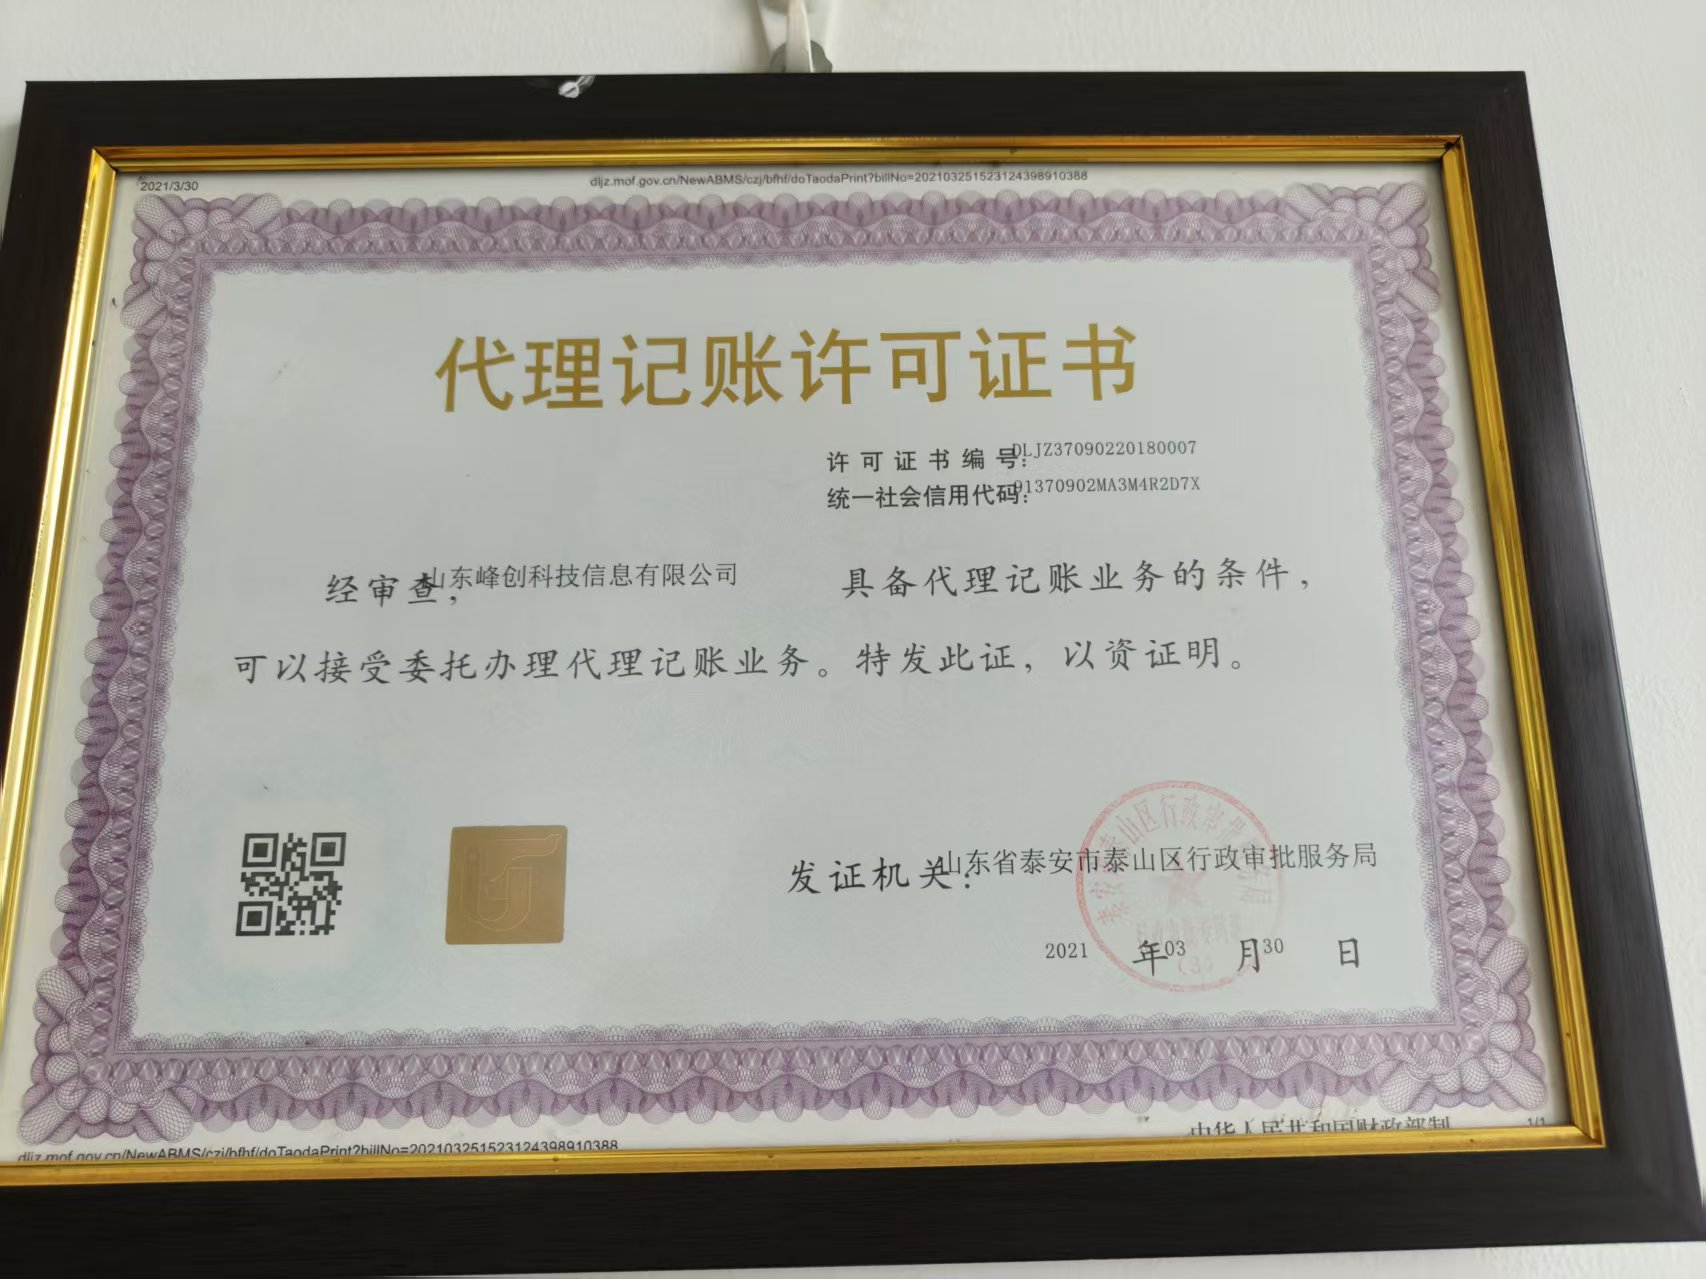 2021/3/30
dljz.mof.gov.cn/NewABMS/czj/bfhf/doTaodaPrint?billNo=202103251523124398910388
代理记账许可证书
许可证书编号:DLJZ37090220180007
统一社会信用代码:91370902MA3M4R2D7X
经审查,山东峰创科技信息有限公司 具备代理记账业务的条件,
可以接受委托办理代理记账业务。特发此证,以资证明。
发证机关:山东省泰安市泰山区行政审批服务局
2021 年03 月30 日
中华人民共和国财政部制
1/1
dljz.mof.gov.cn/NewABMS/czj/bfhf/doTaodaPrint?billNo=202103251523124398910388